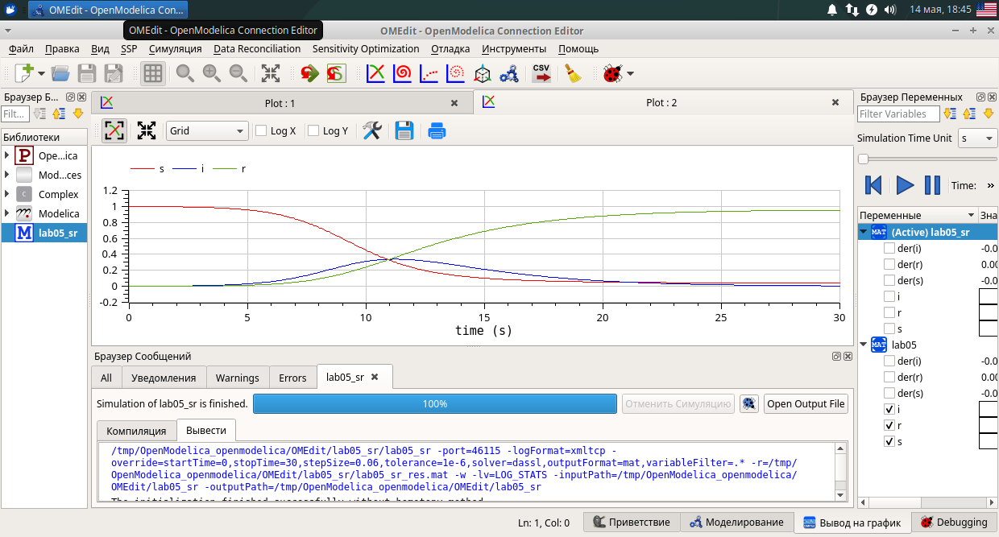 OMEdit - OpenModelica Con...
14 мая, 18:45
OMEdit - OpenModelica Connection Editor
OMEdit - OpenModelica Connection Editor
Файл Правка Вид SSP Симуляция Data Reconciliation Sensitivity Optimization Отладка Инструменты Помощь
CSV
Браузер Б...
Filt...
Библиотеки
P Ope...ica
Mod...ces
C Complex
Modelica
M lab05_sr
Plot : 1
Plot : 2
Grid
Log X
Log Y
s i r
1.2
1
0.8
0.6
0.4
0.2
0
-0.2
0 5 10 15 20 25 30
time (s)
Браузер Сообщений
All Уведомления Warnings Errors lab05_sr
Simulation of lab05_sr is finished.
100%
Отменить Симуляцию
Open Output File
Компиляция Вывести
/tmp/OpenModelica_openmodelica/OMEdit/lab05_sr/lab05_sr -port=46115 -logFormat=xmltcp -
override=startTime=0,stopTime=30,stepSize=0.06,tolerance=1e-6,solver=dassl,outputFormat=mat,variableFilter=.* -r=/tmp/
OpenModelica_openmodelica/OMEdit/lab05_sr/lab05_sr_res.mat -w -lv=LOG_STATS -inputPath=/tmp/OpenModelica_openmodelica/
OMEdit/lab05_sr -outputPath=/tmp/OpenModelica_openmodelica/OMEdit/lab05_sr
The initialization finished successfully without homotopy method.
Браузер Переменных
Filter Variables
Simulation Time Unit s
Time: »
Переменные Зна
MAT (Active) lab05_sr
der(i) -0.0
der(r) 0.00
der(s) -0.0
i
r
s
MAT lab05
der(i) -0.0
der(r) 0.00
der(s) -0.0
i
r
s
Ln: 1, Col: 0
Приветствие
Моделирование
Вывод на график
Debugging